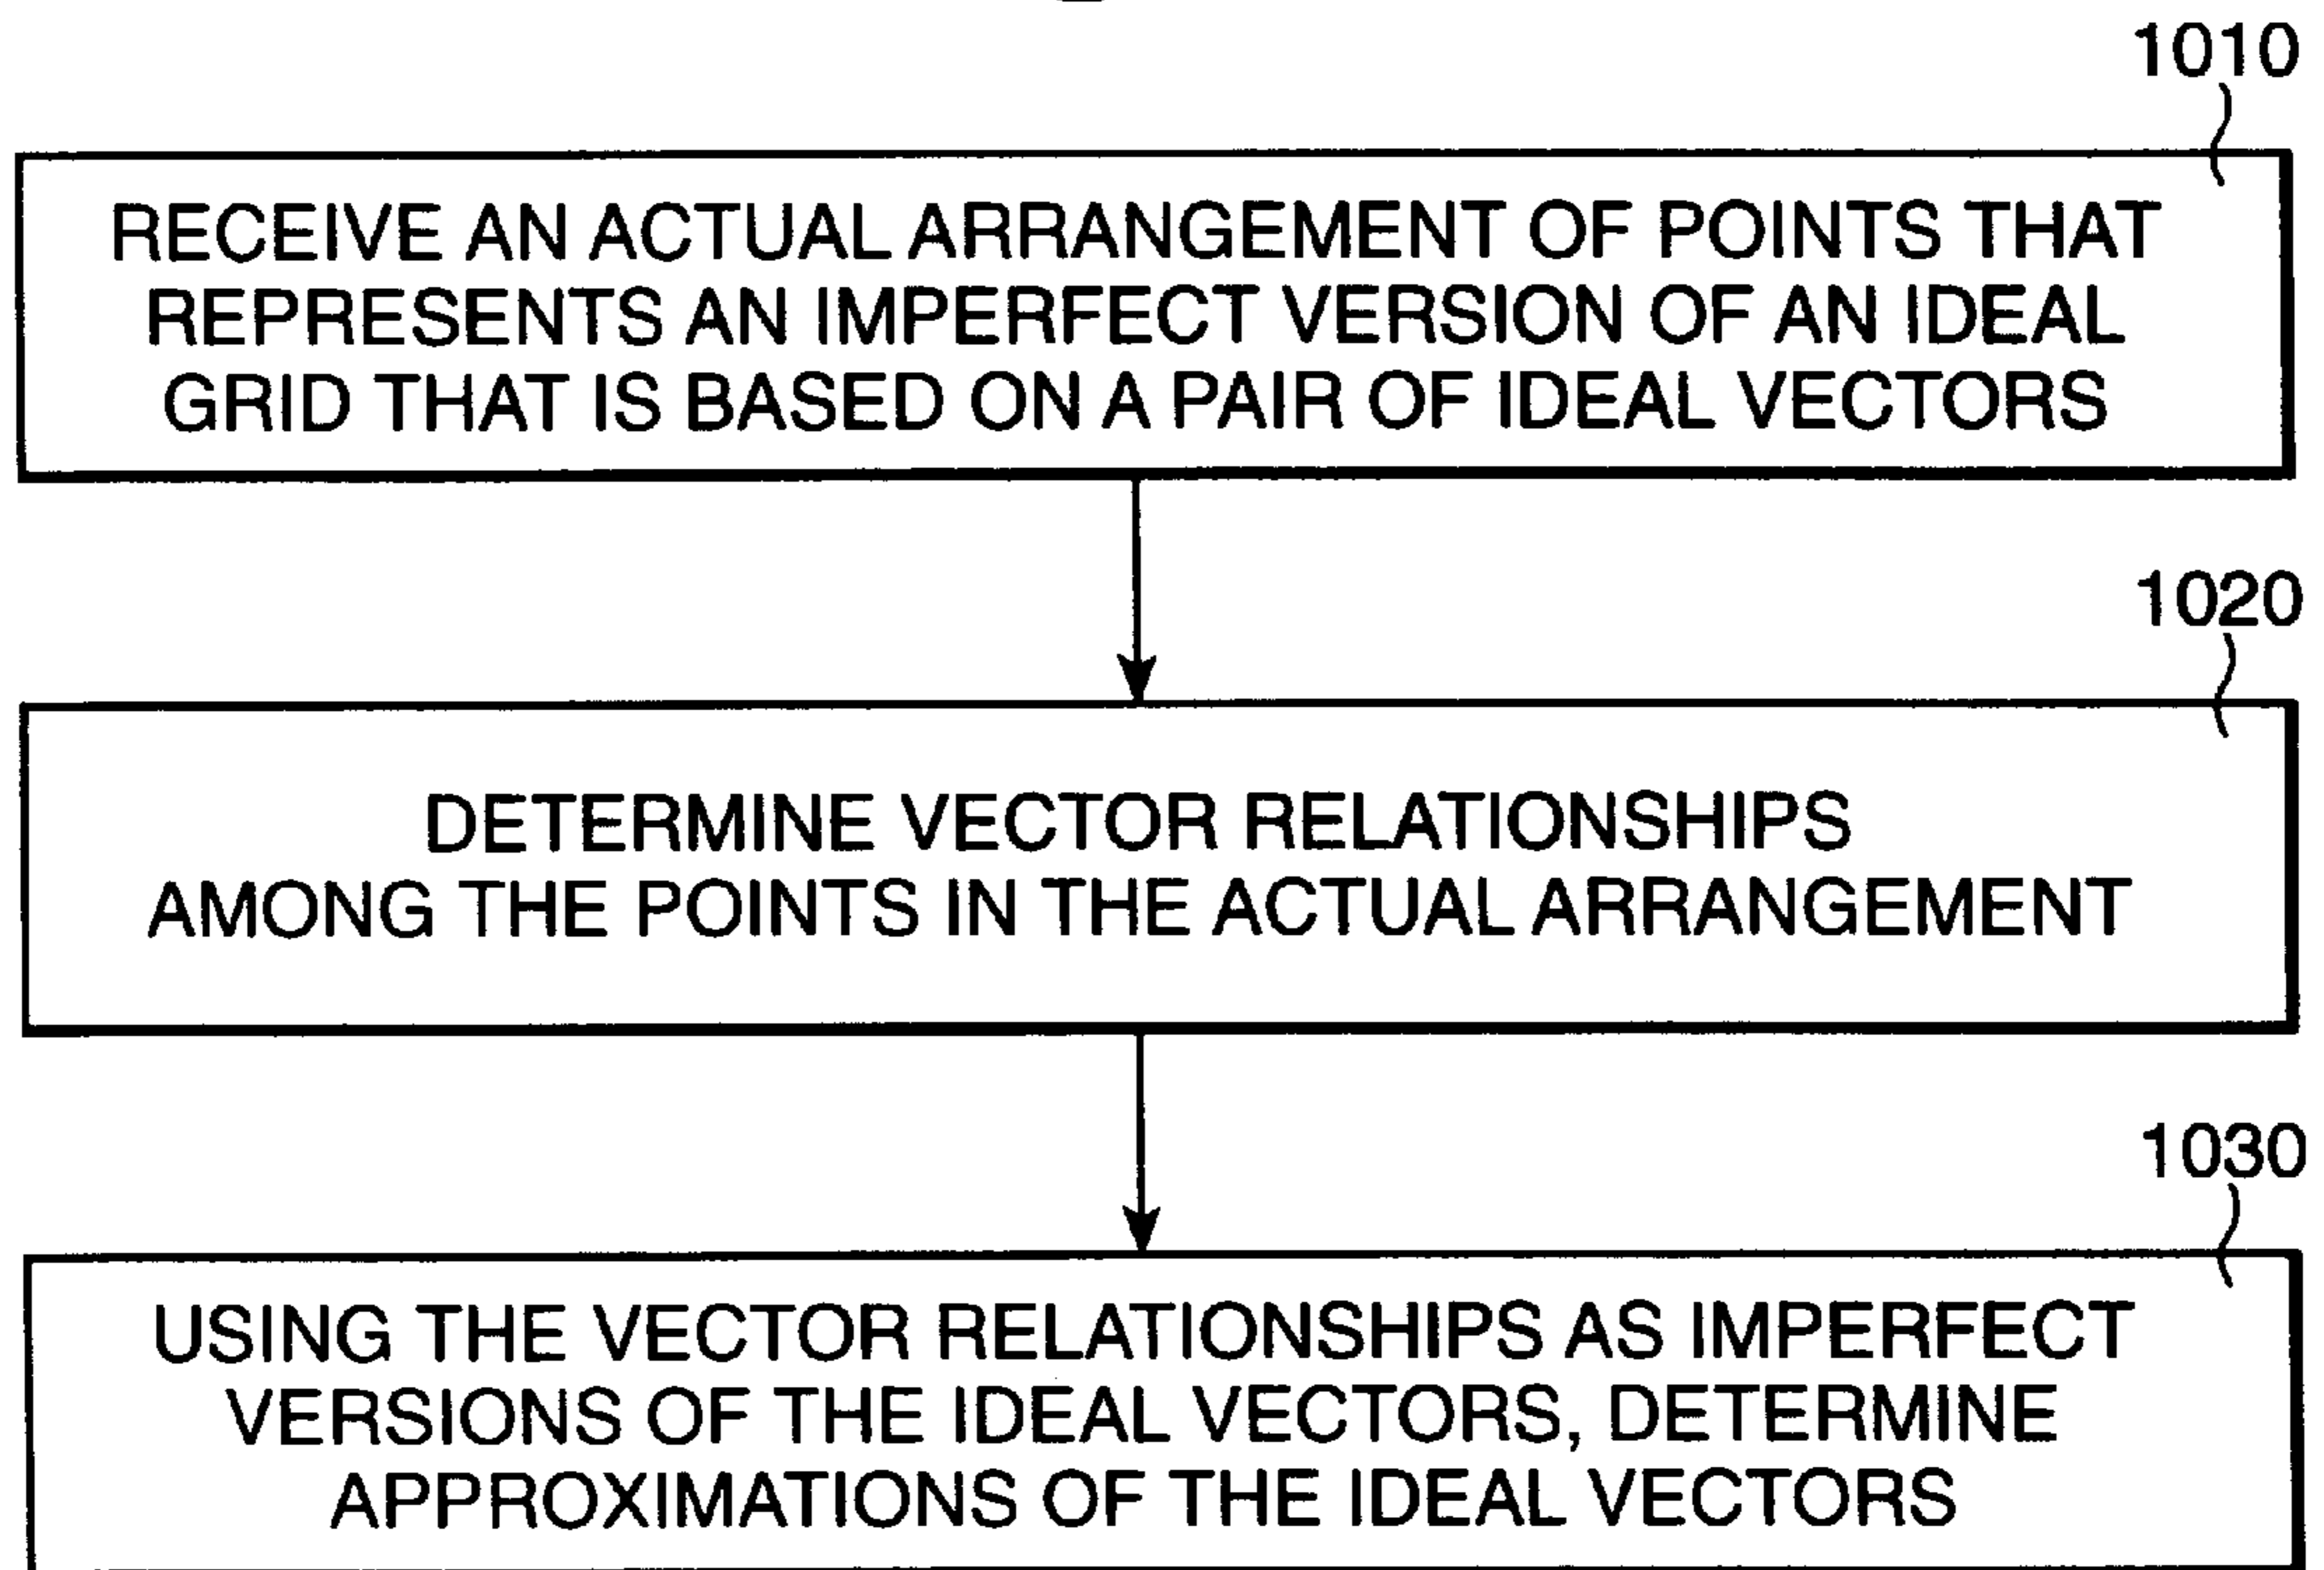 1010
RECEIVE AN ACTUAL ARRANGEMENT OF POINTS THAT
REPRESENTS AN IMPERFECT VERSION OF AN IDEAL
GRID THAT IS BASED ON A PAIR OF IDEAL VECTORS
1020
DETERMINE VECTOR RELATIONSHIPS
AMONG THE POINTS IN THE ACTUAL ARRANGEMENT
1030
USING THE VECTOR RELATIONSHIPS AS IMPERFECT
VERSIONS OF THE IDEAL VECTORS, DETERMINE
APPROXIMATIONS OF THE IDEAL VECTORS